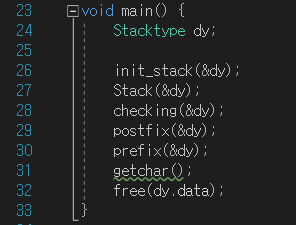 23 void main() {
24 Stacktype dy;
25
26 init_stack(&dy);
27 Stack(&dy);
28 checking(&dy);
29 postfix(&dy);
30 prefix(&dy);
31 getchar();
32 free(dy.data);
33 }